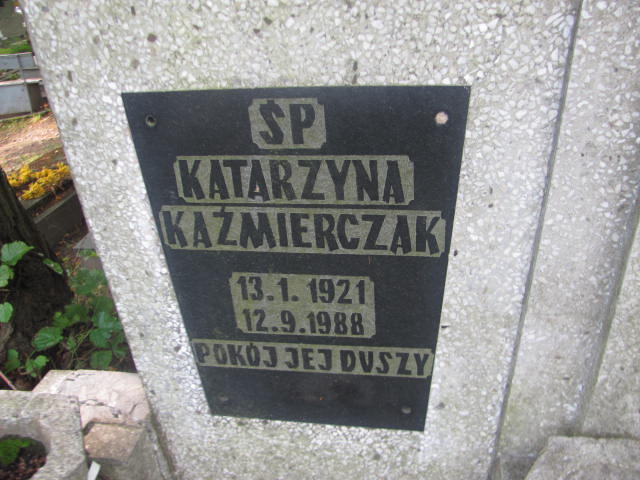 ŚP
KATARZYNA
KAŹMIERCZAK
13.1.1921
12.9.1988
POKÓJ JEJ DUSZY